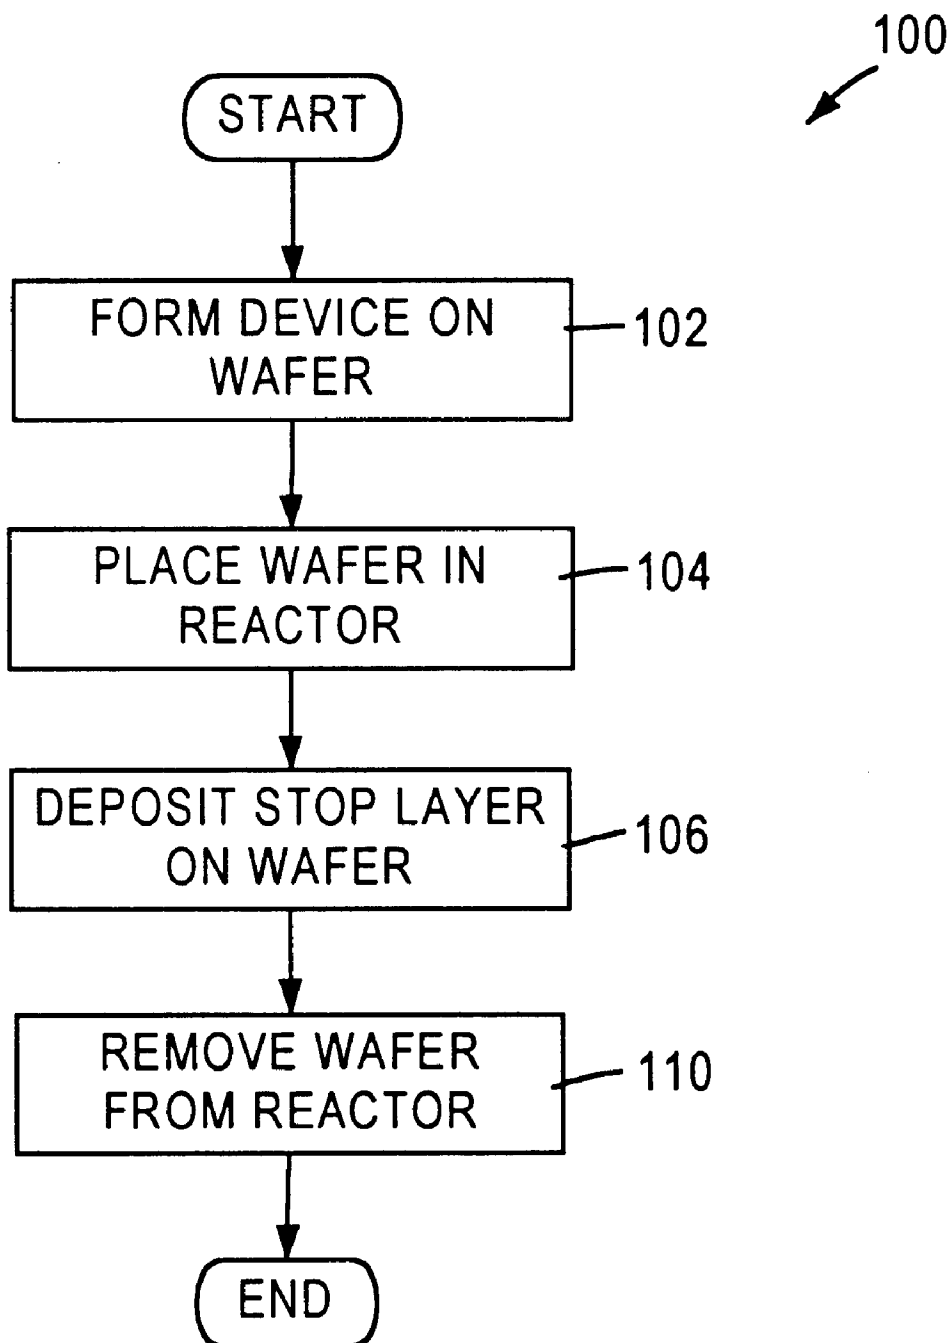 100
START
FORM DEVICE ON
WAFER
102
PLACE WAFER IN
REACTOR
104
DEPOSIT STOP LAYER
ON WAFER
106
REMOVE WAFER
FROM REACTOR
110
END